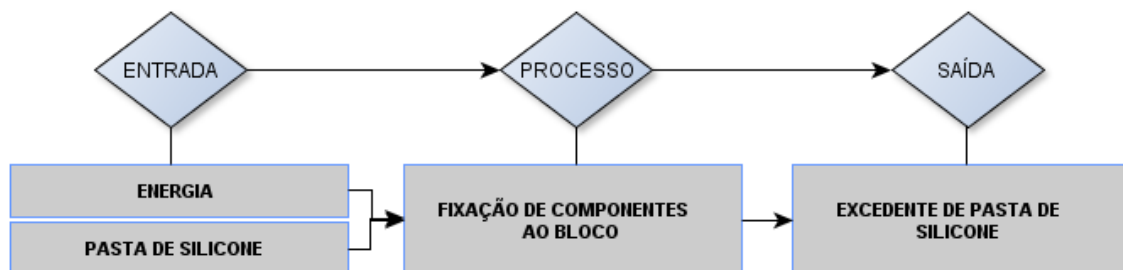 ENTRADA
PROCESSO
SAÍDA
ENERGIA
PASTA DE SILICONE
FIXAÇÃO DE COMPONENTES
AO BLOCO
EXCEDENTE DE PASTA DE
SILICONE